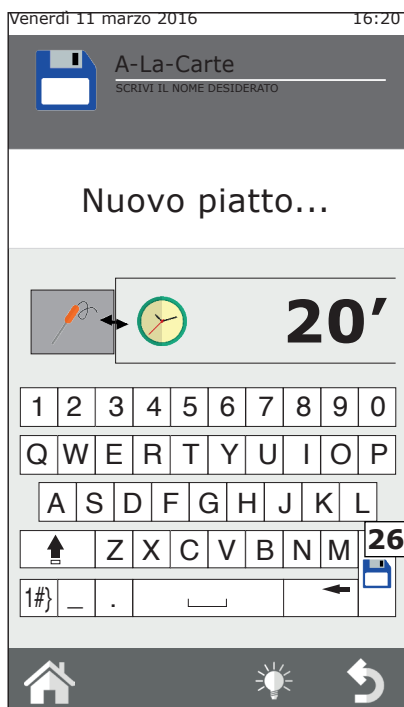 Venerdì 11 marzo 2016 16:20
A-La-Carte
SCRIVI IL NOME DESIDERATO
Nuovo piatto...
20’
1 2 3 4 5 6 7 8 9 0
Q W E R T Y U I O P
A S D F G H J K L
Z X C V B N M 26
1#} _ .